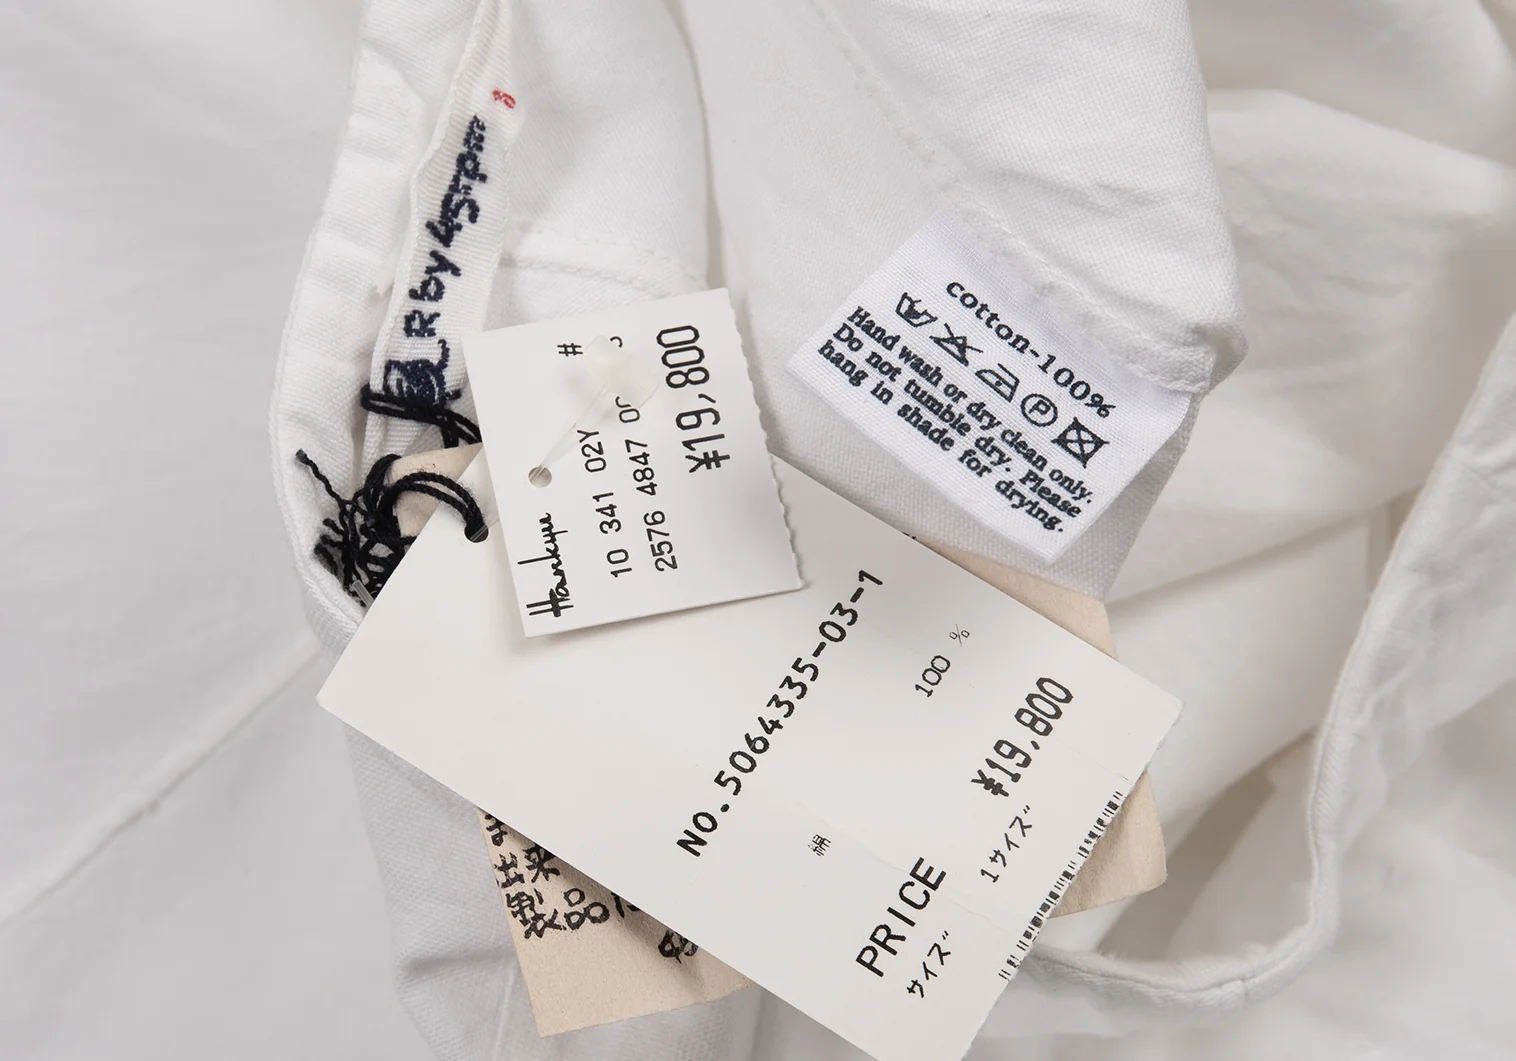 R by 45rpm
Hankyu
#
10 341 02Y
2576 4847
¥19,800
cotton-100%
Hand wash or dry clean only.
Do not tumble dry. Please
hang in shade for drying.
NO.5064335-03-1
綿 100 %
PRICE ¥19,800
サイズ 1サイズ